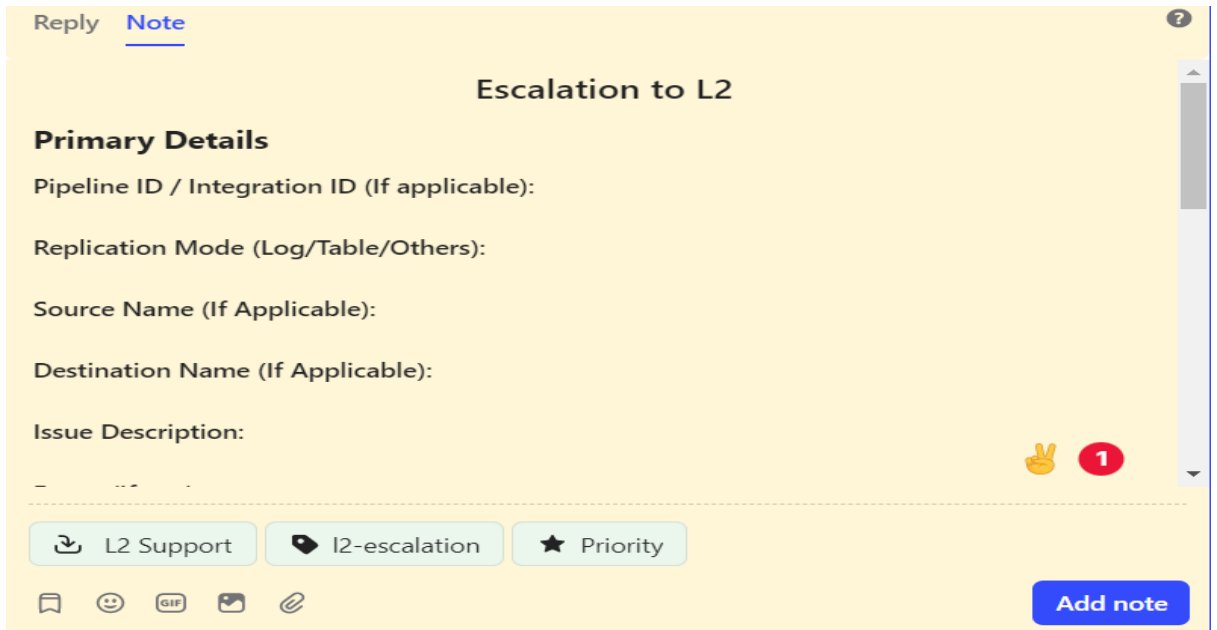 Reply Note
Escalation to L2
Primary Details
Pipeline ID / Integration ID (If applicable):
Replication Mode (Log/Table/Others):
Source Name (If Applicable):
Destination Name (If Applicable):
Issue Description:
1
L2 Support l2-escalation Priority
GIF
Add note